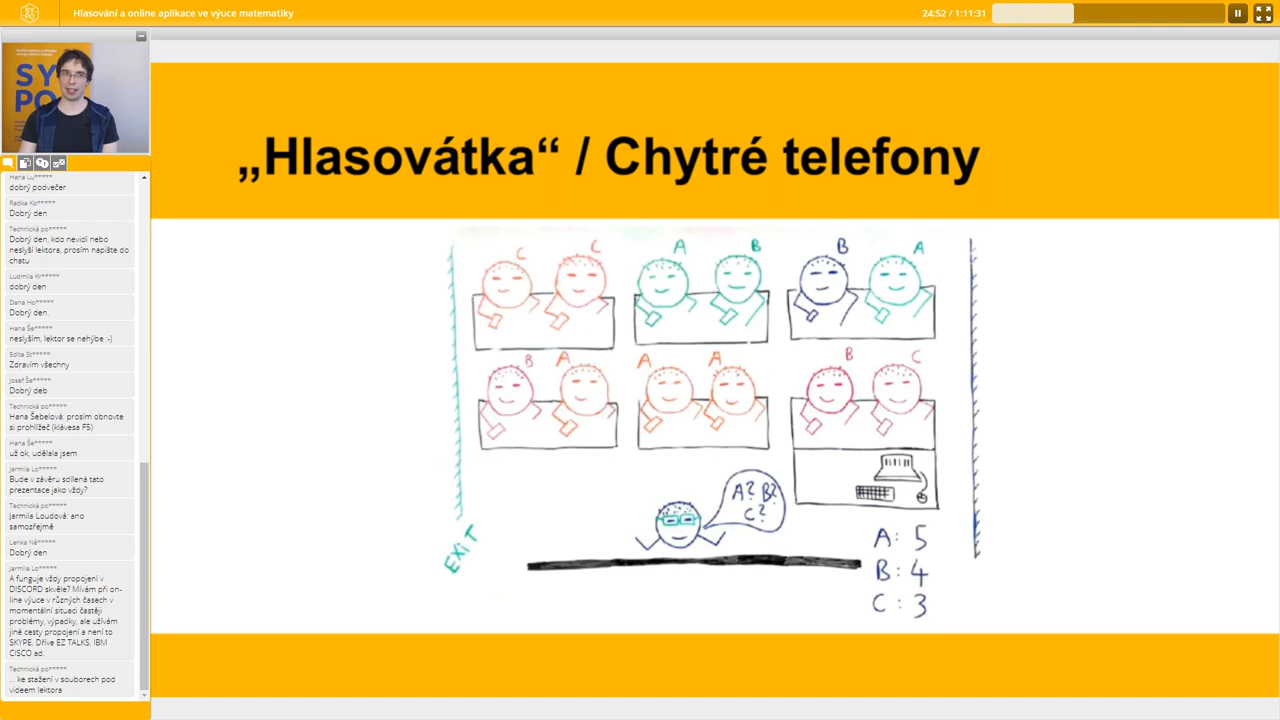 Hlasování a online aplikace ve výuce matematiky
24:52 / 1:11:31
SY
PO
SY
PO
Hana Lu*****
dobrý podvečer
Radka Ko*****
Dobrý den
Technická po*****
Dobrý den, kdo nevidí nebo
neslyší lektora, prosím napište do
chatu
Ludmila Kr*****
dobrý den
Dana Ho*****
Dobrý den.
Hana Še*****
neslyším, lektor se nehýbe :-)
Edita St*****
Zdravím všechny
Josef Še*****
Dobrý deb
Technická po*****
Hana Šebelová: prosím obnovte
si prohlížeč (klávesa F5)
Hana Še*****
už ok, udělala jsem
Jarmila Lo*****
Bude v závěru sdílená tato
prezentace jako vždy?
Technická po*****
Jarmila Loudová: ano
samozřejmě
Lenka Ně*****
Dobrý den
Jarmila Lo*****
A funguje vždy propojení v
DISCORD skvěle? Mívám při on-
line výuce v různých časech v
momentální situaci častěji
problémy, výpadky, ale užívám
jiné cesty propojení a není to
SKYPE. Dříve EZ TALKS, IBM
CISCO ad.
Technická po*****
... ke stažení v souborech pod
videem lektora
„Hlasovátka“ / Chytré telefony
C C A B B A
B A A A B C
A? B?
C?
EXIT
A: 5
B: 4
C: 3